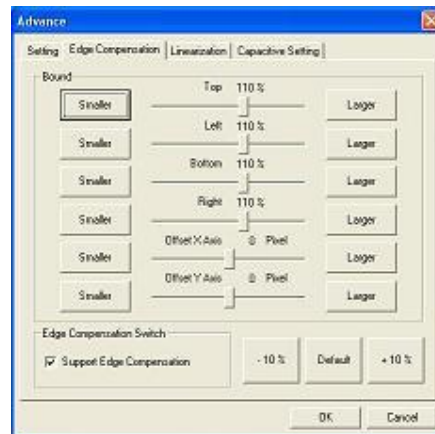 Advance
Setting Edge Compensation Linearization Capacitive Setting
Bound
Top 110 %
Smaller Larger
Left 110 %
Smaller Larger
Bottom 110 %
Smaller Larger
Right 110 %
Smaller Larger
Offset X Axis 0 Pixel
Smaller Larger
Offset Y Axis 0 Pixel
Smaller Larger
Edge Compensation Switch
Support Edge Compensation
- 10 % Default + 10 %
OK Cancel